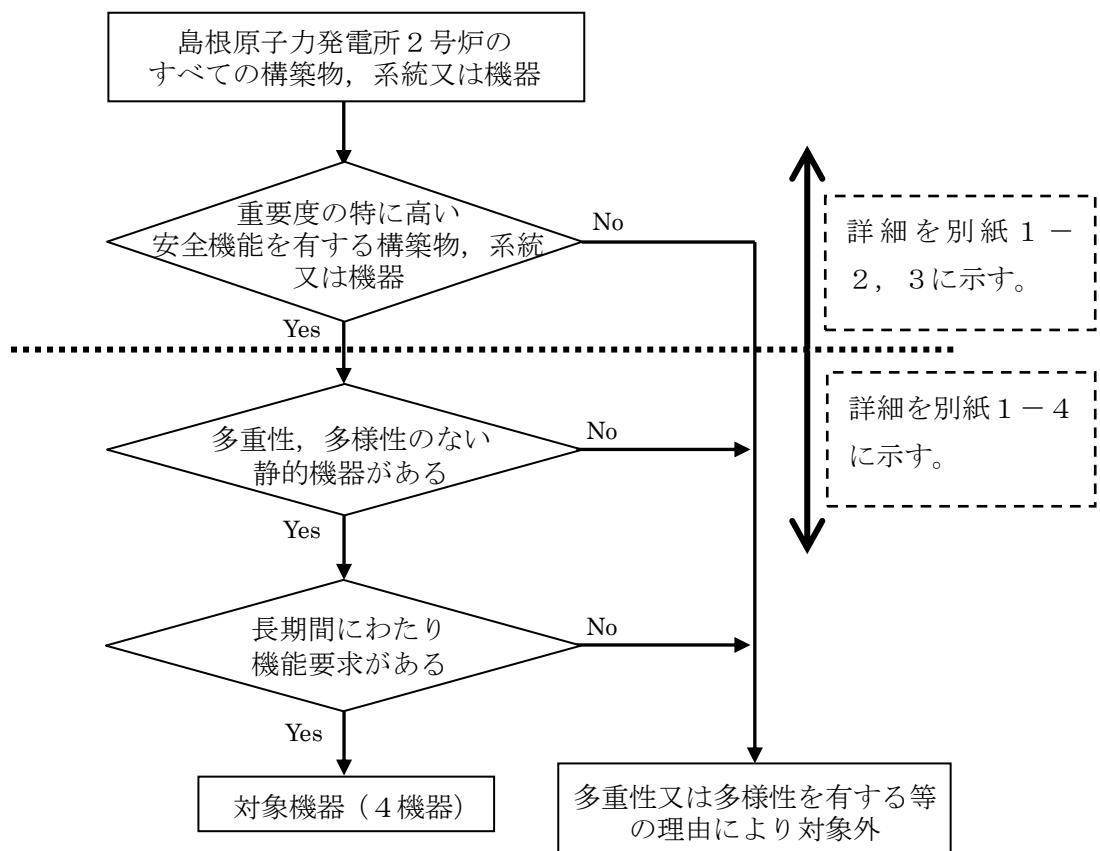 島根原子力発電所２号炉の
すべての構築物，系統又は機器
重要度の特に高い
安全機能を有する構築物，系統
又は機器
No
Yes
詳細を別紙１－
２，３に示す。
多重性，多様性のない
静的機器がある
No
Yes
詳細を別紙１－４
に示す。
長期間にわたり
機能要求がある
No
Yes
対象機器（４機器）
多重性又は多様性を有する等
の理由により対象外